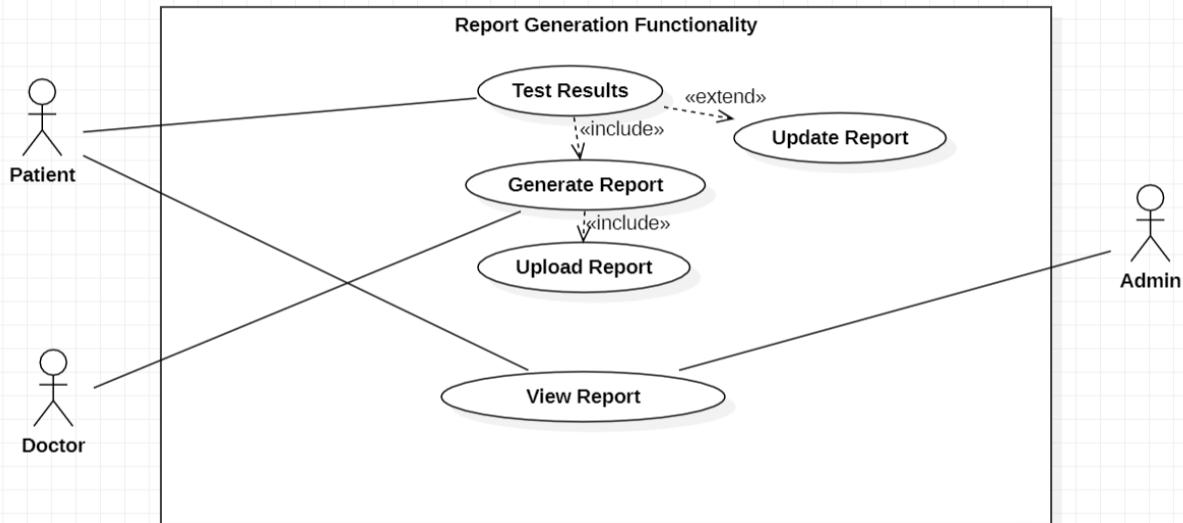 Report Generation Functionality
Test Results
«extend»
«include»
Update Report
Patient
Generate Report
«include»
Upload Report
Admin
View Report
Doctor